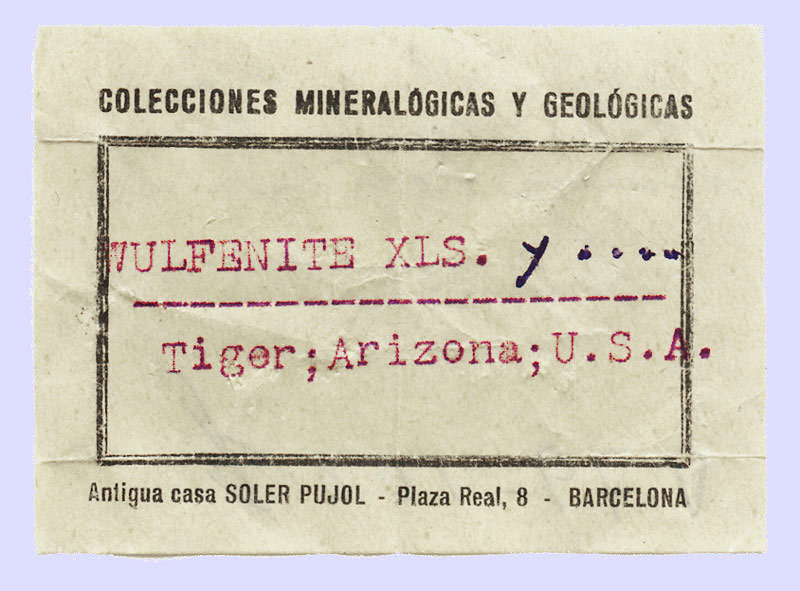 COLECCIONES MINERALÓGICAS Y GEOLÓGICAS
WULFENITE XLS. y ....
Tiger;Arizona;U.S.A.
Antigua casa SOLER PUJOL - Plaza Real, 8 - BARCELONA